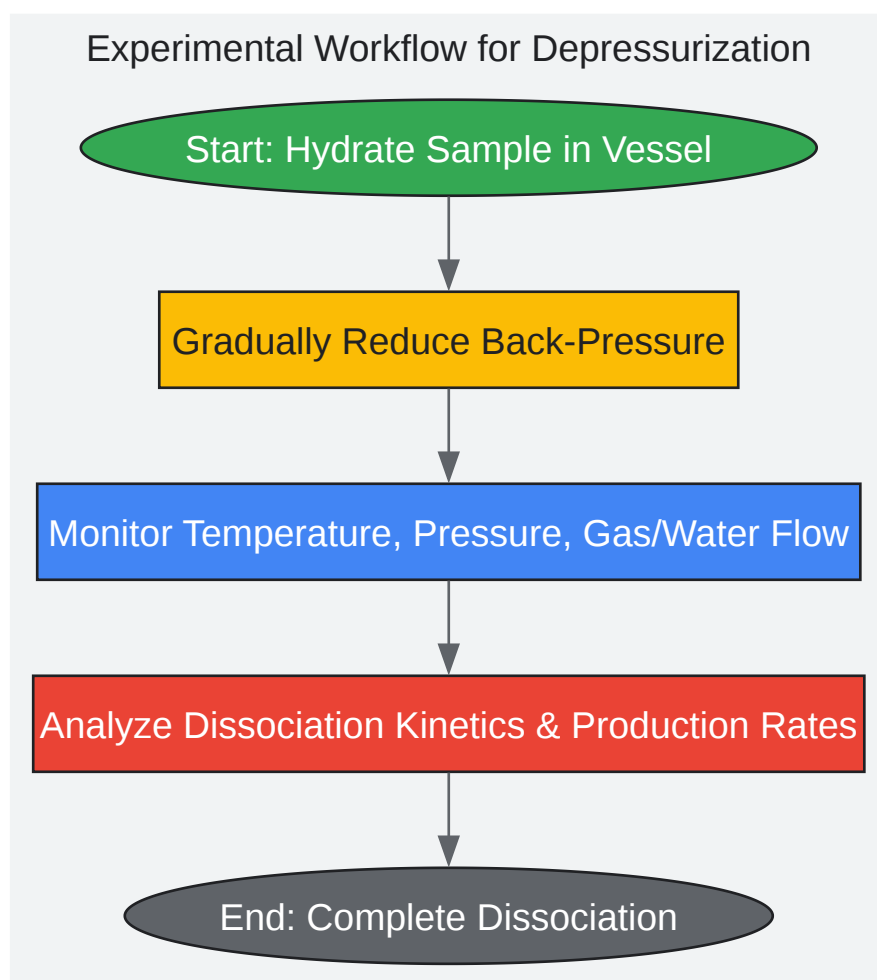 Experimental Workflow for Depressurization
Start: Hydrate Sample in Vessel
Gradually Reduce Back-Pressure
Monitor Temperature, Pressure, Gas/Water Flow
Analyze Dissociation Kinetics & Production Rates
End: Complete Dissociation